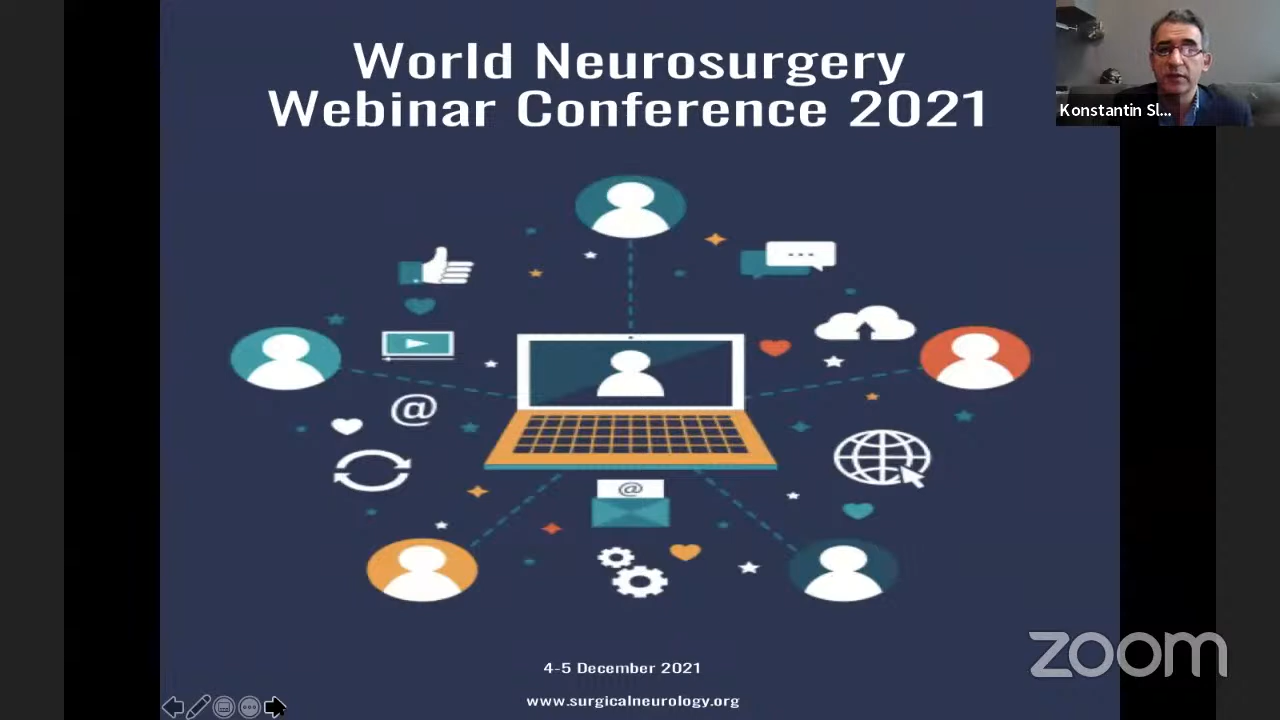 World Neurosurgery
Webinar Conference 2021
Konstantin Sl...
@
@
4-5 December 2021
www.surgicalneurology.org
zoom